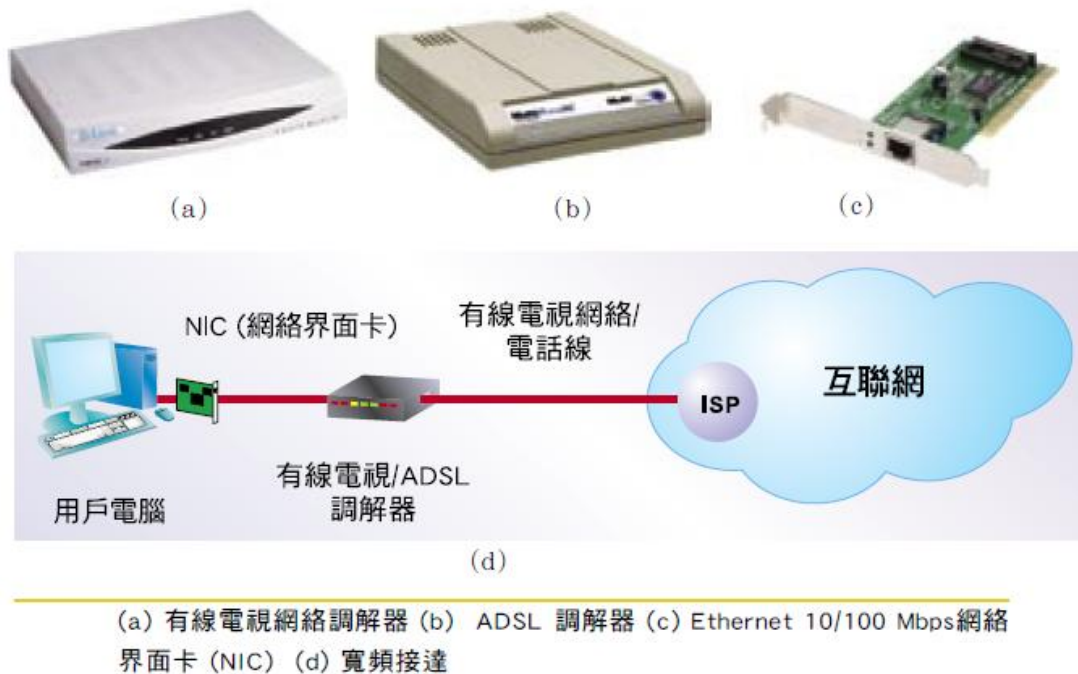 (a)
(b)
(c)
NIC (網絡界面卡)
有線電視網絡/
電話線
互聯網
ISP
有線電視/ADSL
調解器
用戶電腦
(d)
(a) 有線電視網絡調解器 (b) ADSL 調解器 (c) Ethernet 10/100 Mbps網絡
界面卡 (NIC) (d) 寬頻接達